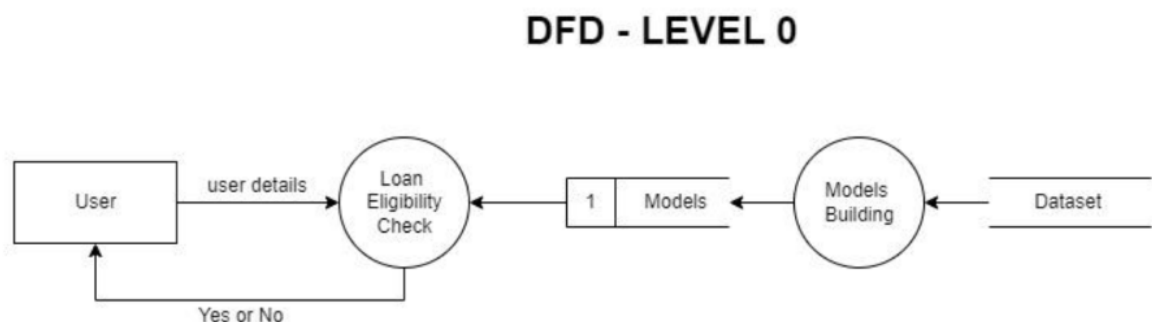 DFD - LEVEL 0
User
user details
Loan
Eligibility
Check
1
Models
Models
Building
Dataset
Yes or No